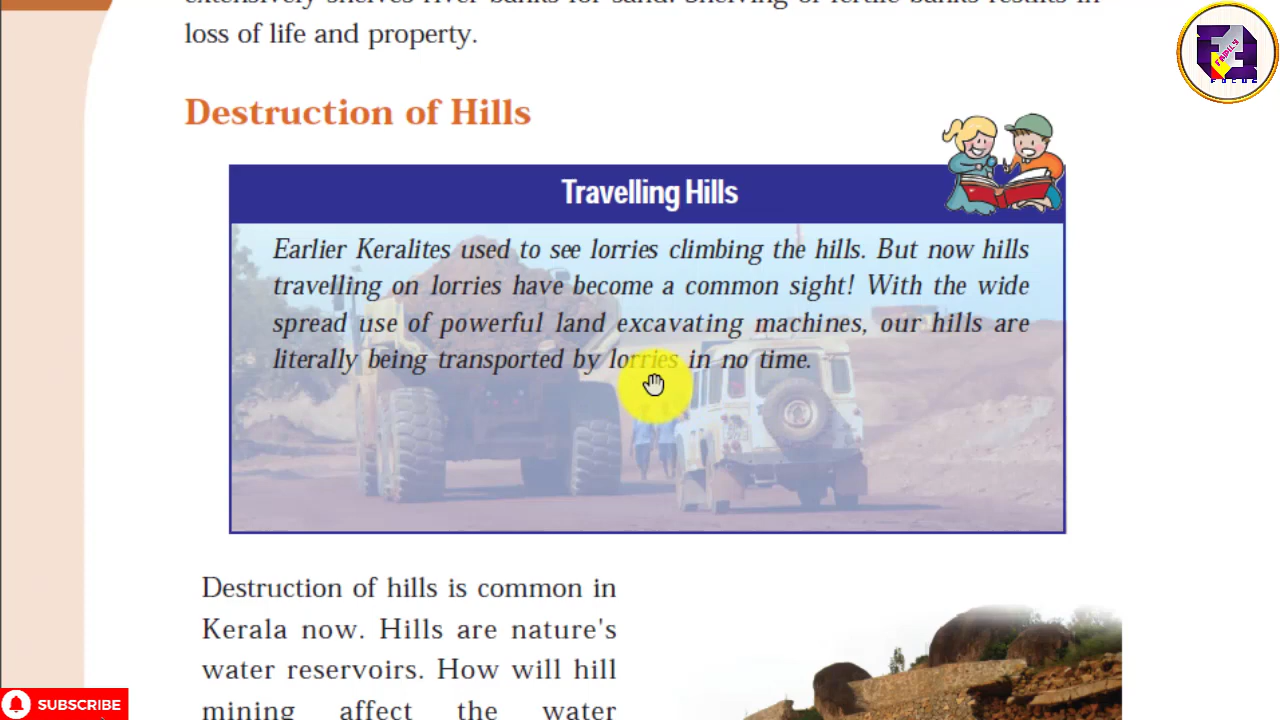 loss of life and property.
Destruction of Hills
Travelling Hills
Earlier Keralites used to see lorries climbing the hills. But now hills
travelling on lorries have become a common sight! With the wide
spread use of powerful land excavating machines, our hills are
literally being transported by lorries in no time.
Destruction of hills is common in
Kerala now. Hills are nature's
water reservoirs. How will hill
mining affect the water
FAMILY
FOCUS
SUBSCRIBE